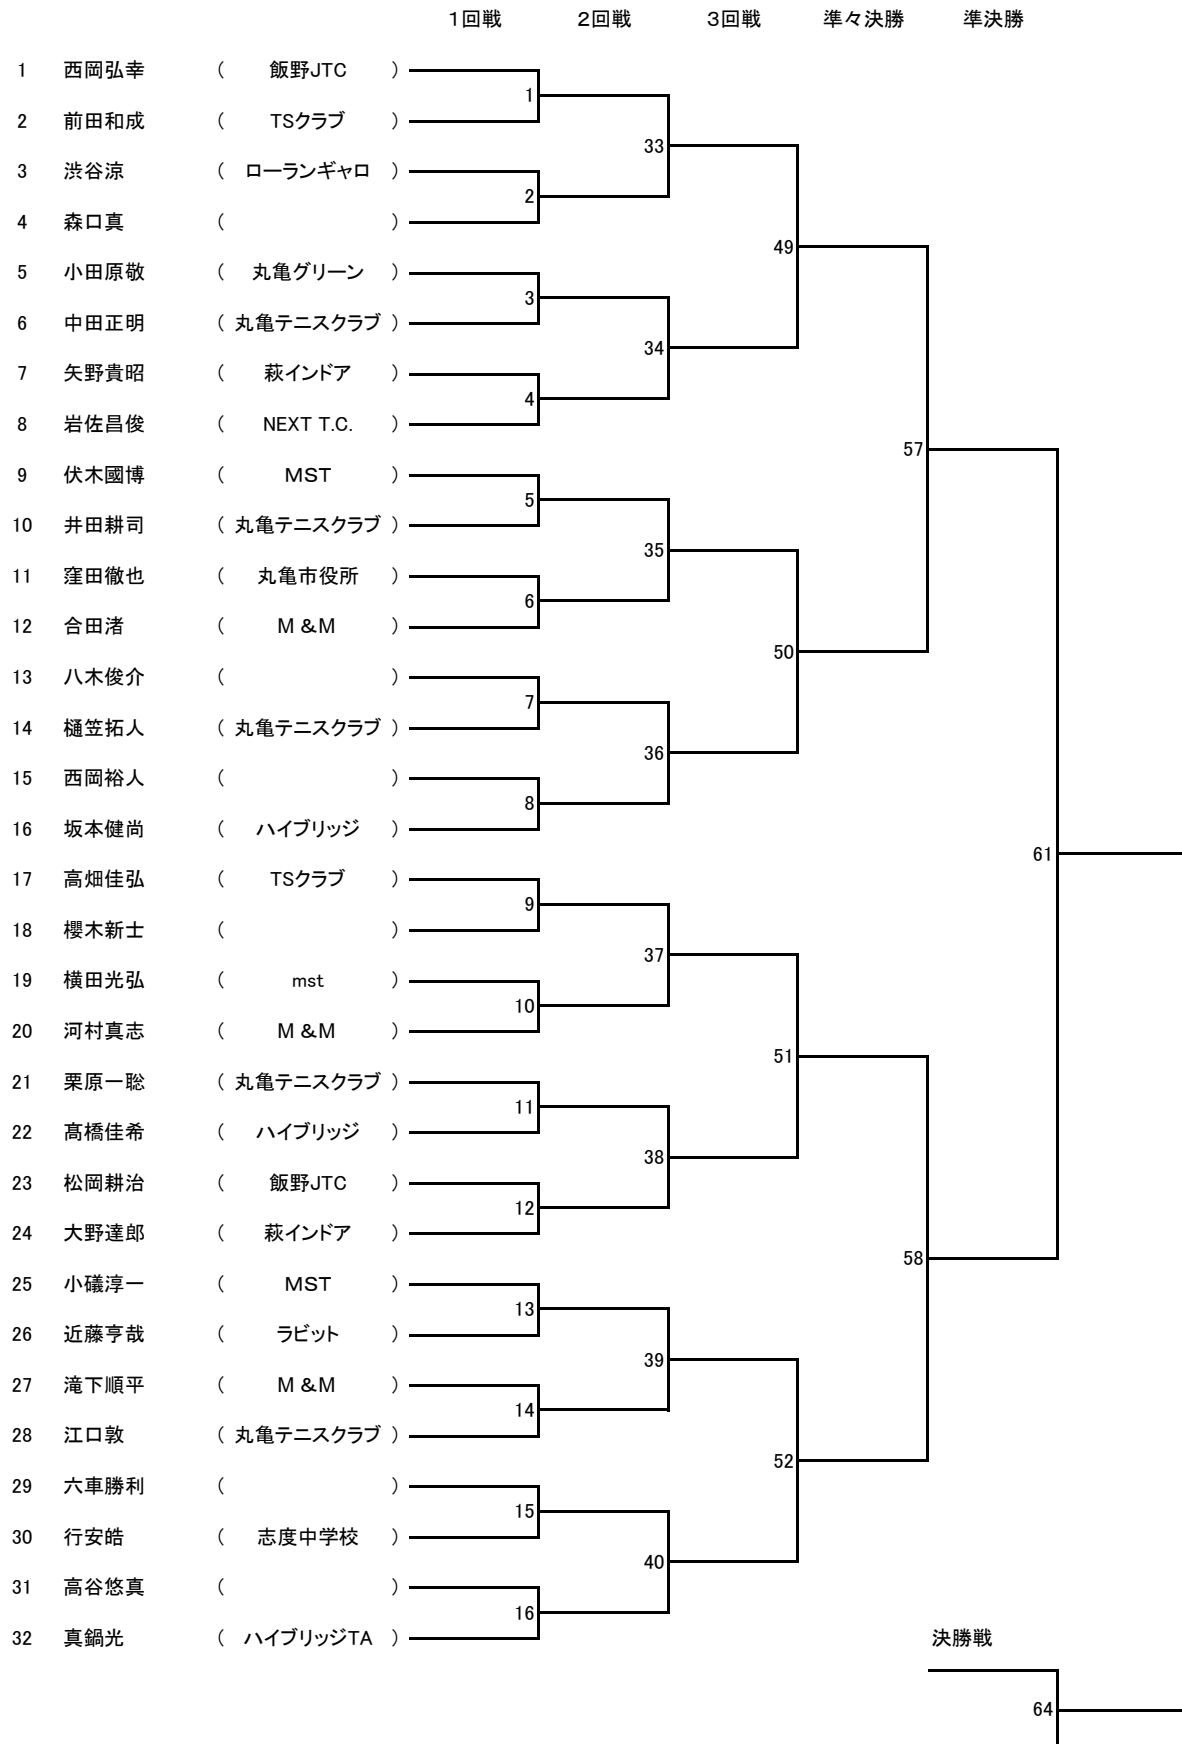 1回戦 2回戦 3回戦 準々決勝 準決勝
1 西岡弘幸 ( 飯野JTC )
1
2 前田和成 ( TSクラブ )
33
3 渋谷涼 ( ローランギャロ )
2
4 森口真 ( )
49
5 小田原敬 ( 丸亀グリーン )
3
6 中田正明 ( 丸亀テニスクラブ )
34
7 矢野貴昭 ( 萩インドア )
4
8 岩佐昌俊 ( NEXT T.C. )
57
9 伏木國博 ( MST )
5
10 井田耕司 ( 丸亀テニスクラブ )
35
11 窪田徹也 ( 丸亀市役所 )
6
12 合田渚 ( M &M )
50
13 八木俊介 ( )
7
14 樋笠拓人 ( 丸亀テニスクラブ )
36
15 西岡裕人 ( )
8
16 坂本健尚 ( ハイブリッジ )
61
17 高畑佳弘 ( TSクラブ )
9
18 櫻木新士 ( )
37
19 横田光弘 ( mst )
10
20 河村真志 ( M &M )
51
21 栗原一聡 ( 丸亀テニスクラブ )
11
22 髙橋佳希 ( ハイブリッジ )
38
23 松岡耕治 ( 飯野JTC )
12
24 大野達郎 ( 萩インドア )
58
25 小礒淳一 ( MST )
13
26 近藤亨哉 ( ラビット )
39
27 滝下順平 ( M &M )
14
28 江口敦 ( 丸亀テニスクラブ )
52
29 六車勝利 ( )
15
30 行安皓 ( 志度中学校 )
40
31 高谷悠真 ( )
16
32 真鍋光 ( ハイブリッジTA )
決勝戦
64